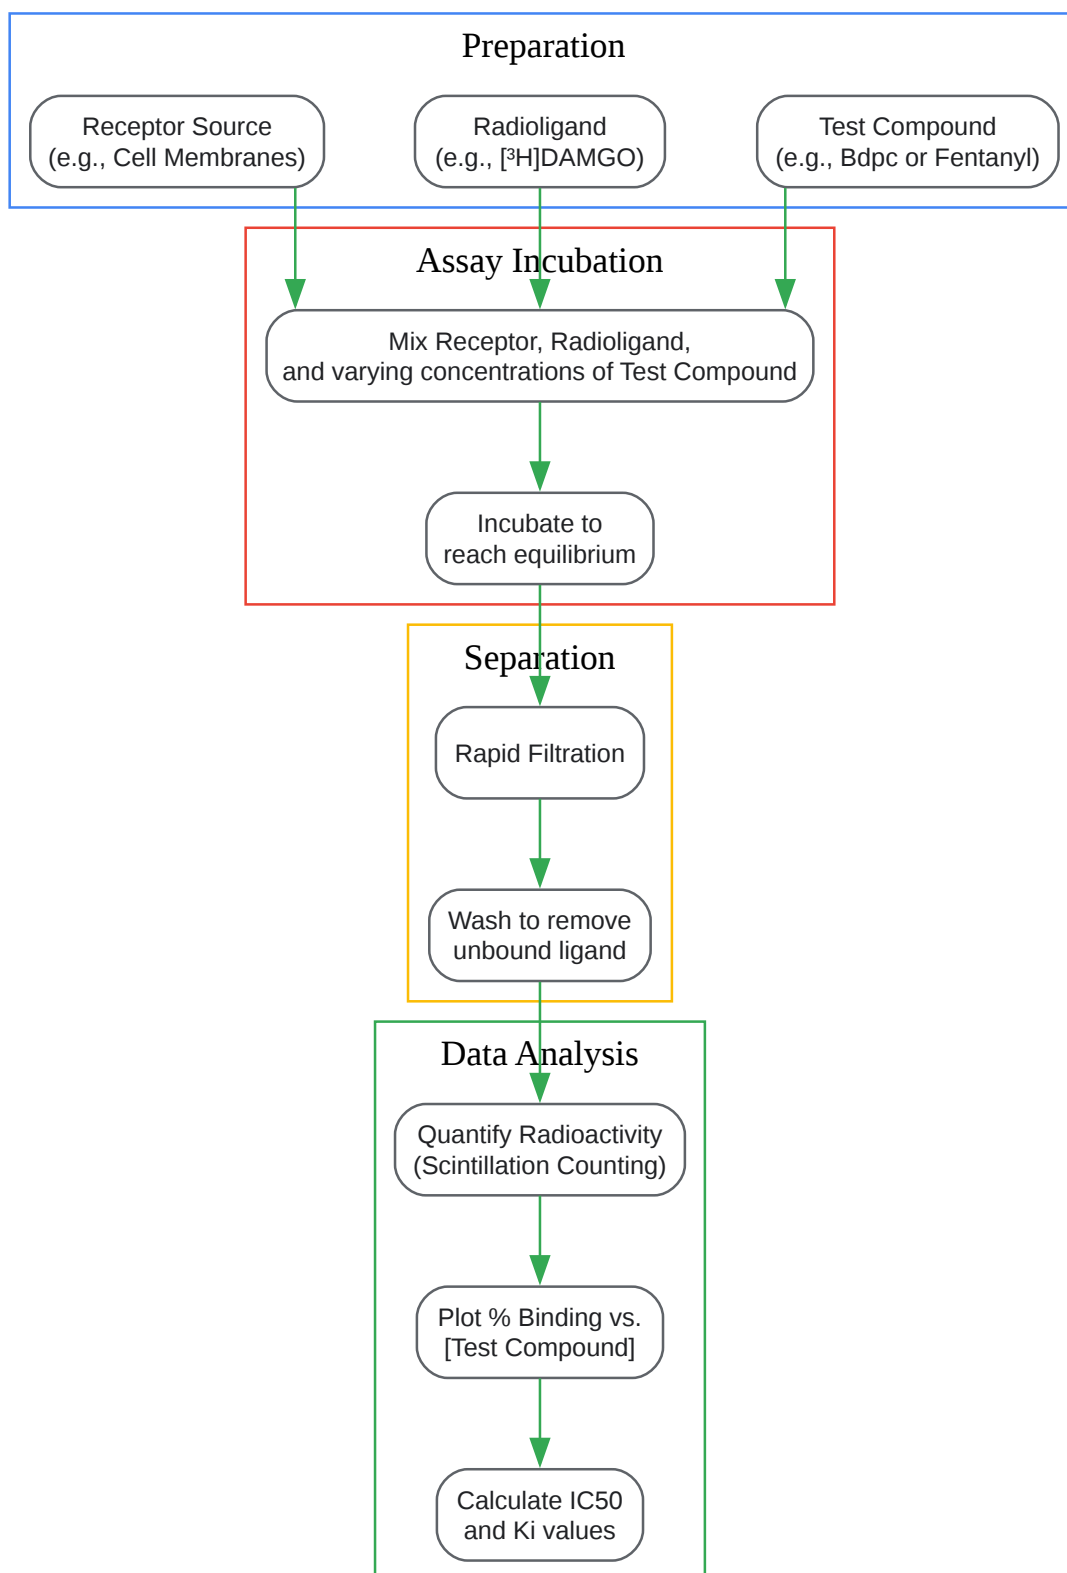 Preparation
Receptor Source
(e.g., Cell Membranes)
Radioligand
(e.g., [³H]DAMGO)
Test Compound
(e.g., Bdpc or Fentanyl)
Assay Incubation
Mix Receptor, Radioligand,
and varying concentrations of Test Compound
Incubate to
reach equilibrium
Separation
Rapid Filtration
Wash to remove
unbound ligand
Data Analysis
Quantify Radioactivity
(Scintillation Counting)
Plot % Binding vs.
[Test Compound]
Calculate IC50
and Ki values